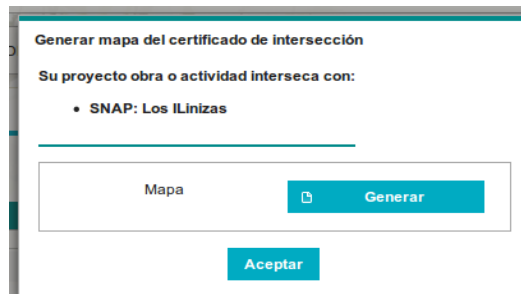 Generar mapa del certificado de intersección
Su proyecto obra o actividad interseca con:
• SNAP: Los ILinizas
Mapa Generar
Aceptar